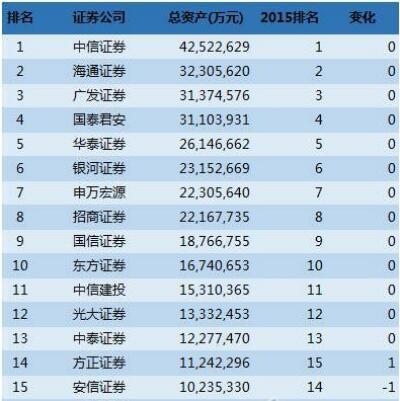 排名 证券公司 总资产(万元) 2015排名 变化
1 中信证券 42,522,629 1 0
2 海通证券 32,305,620 2 0
3 广发证券 31,374,576 3 0
4 国泰君安 31,103,931 4 0
5 华泰证券 26,146,662 5 0
6 银河证券 23,152,669 6 0
7 申万宏源 22,305,640 7 0
8 招商证券 22,167,735 8 0
9 国信证券 18,766,755 9 0
10 东方证券 16,740,653 10 0
11 中信建投 15,310,365 11 0
12 光大证券 13,332,453 12 0
13 中泰证券 12,277,470 13 0
14 方正证券 11,242,296 15 1
15 安信证券 10,235,330 14 -1